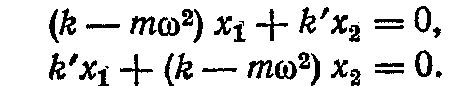 (k — mω²) x₁ + k′x₂ = 0,
k′x₁ + (k — mω²) x₂ = 0.